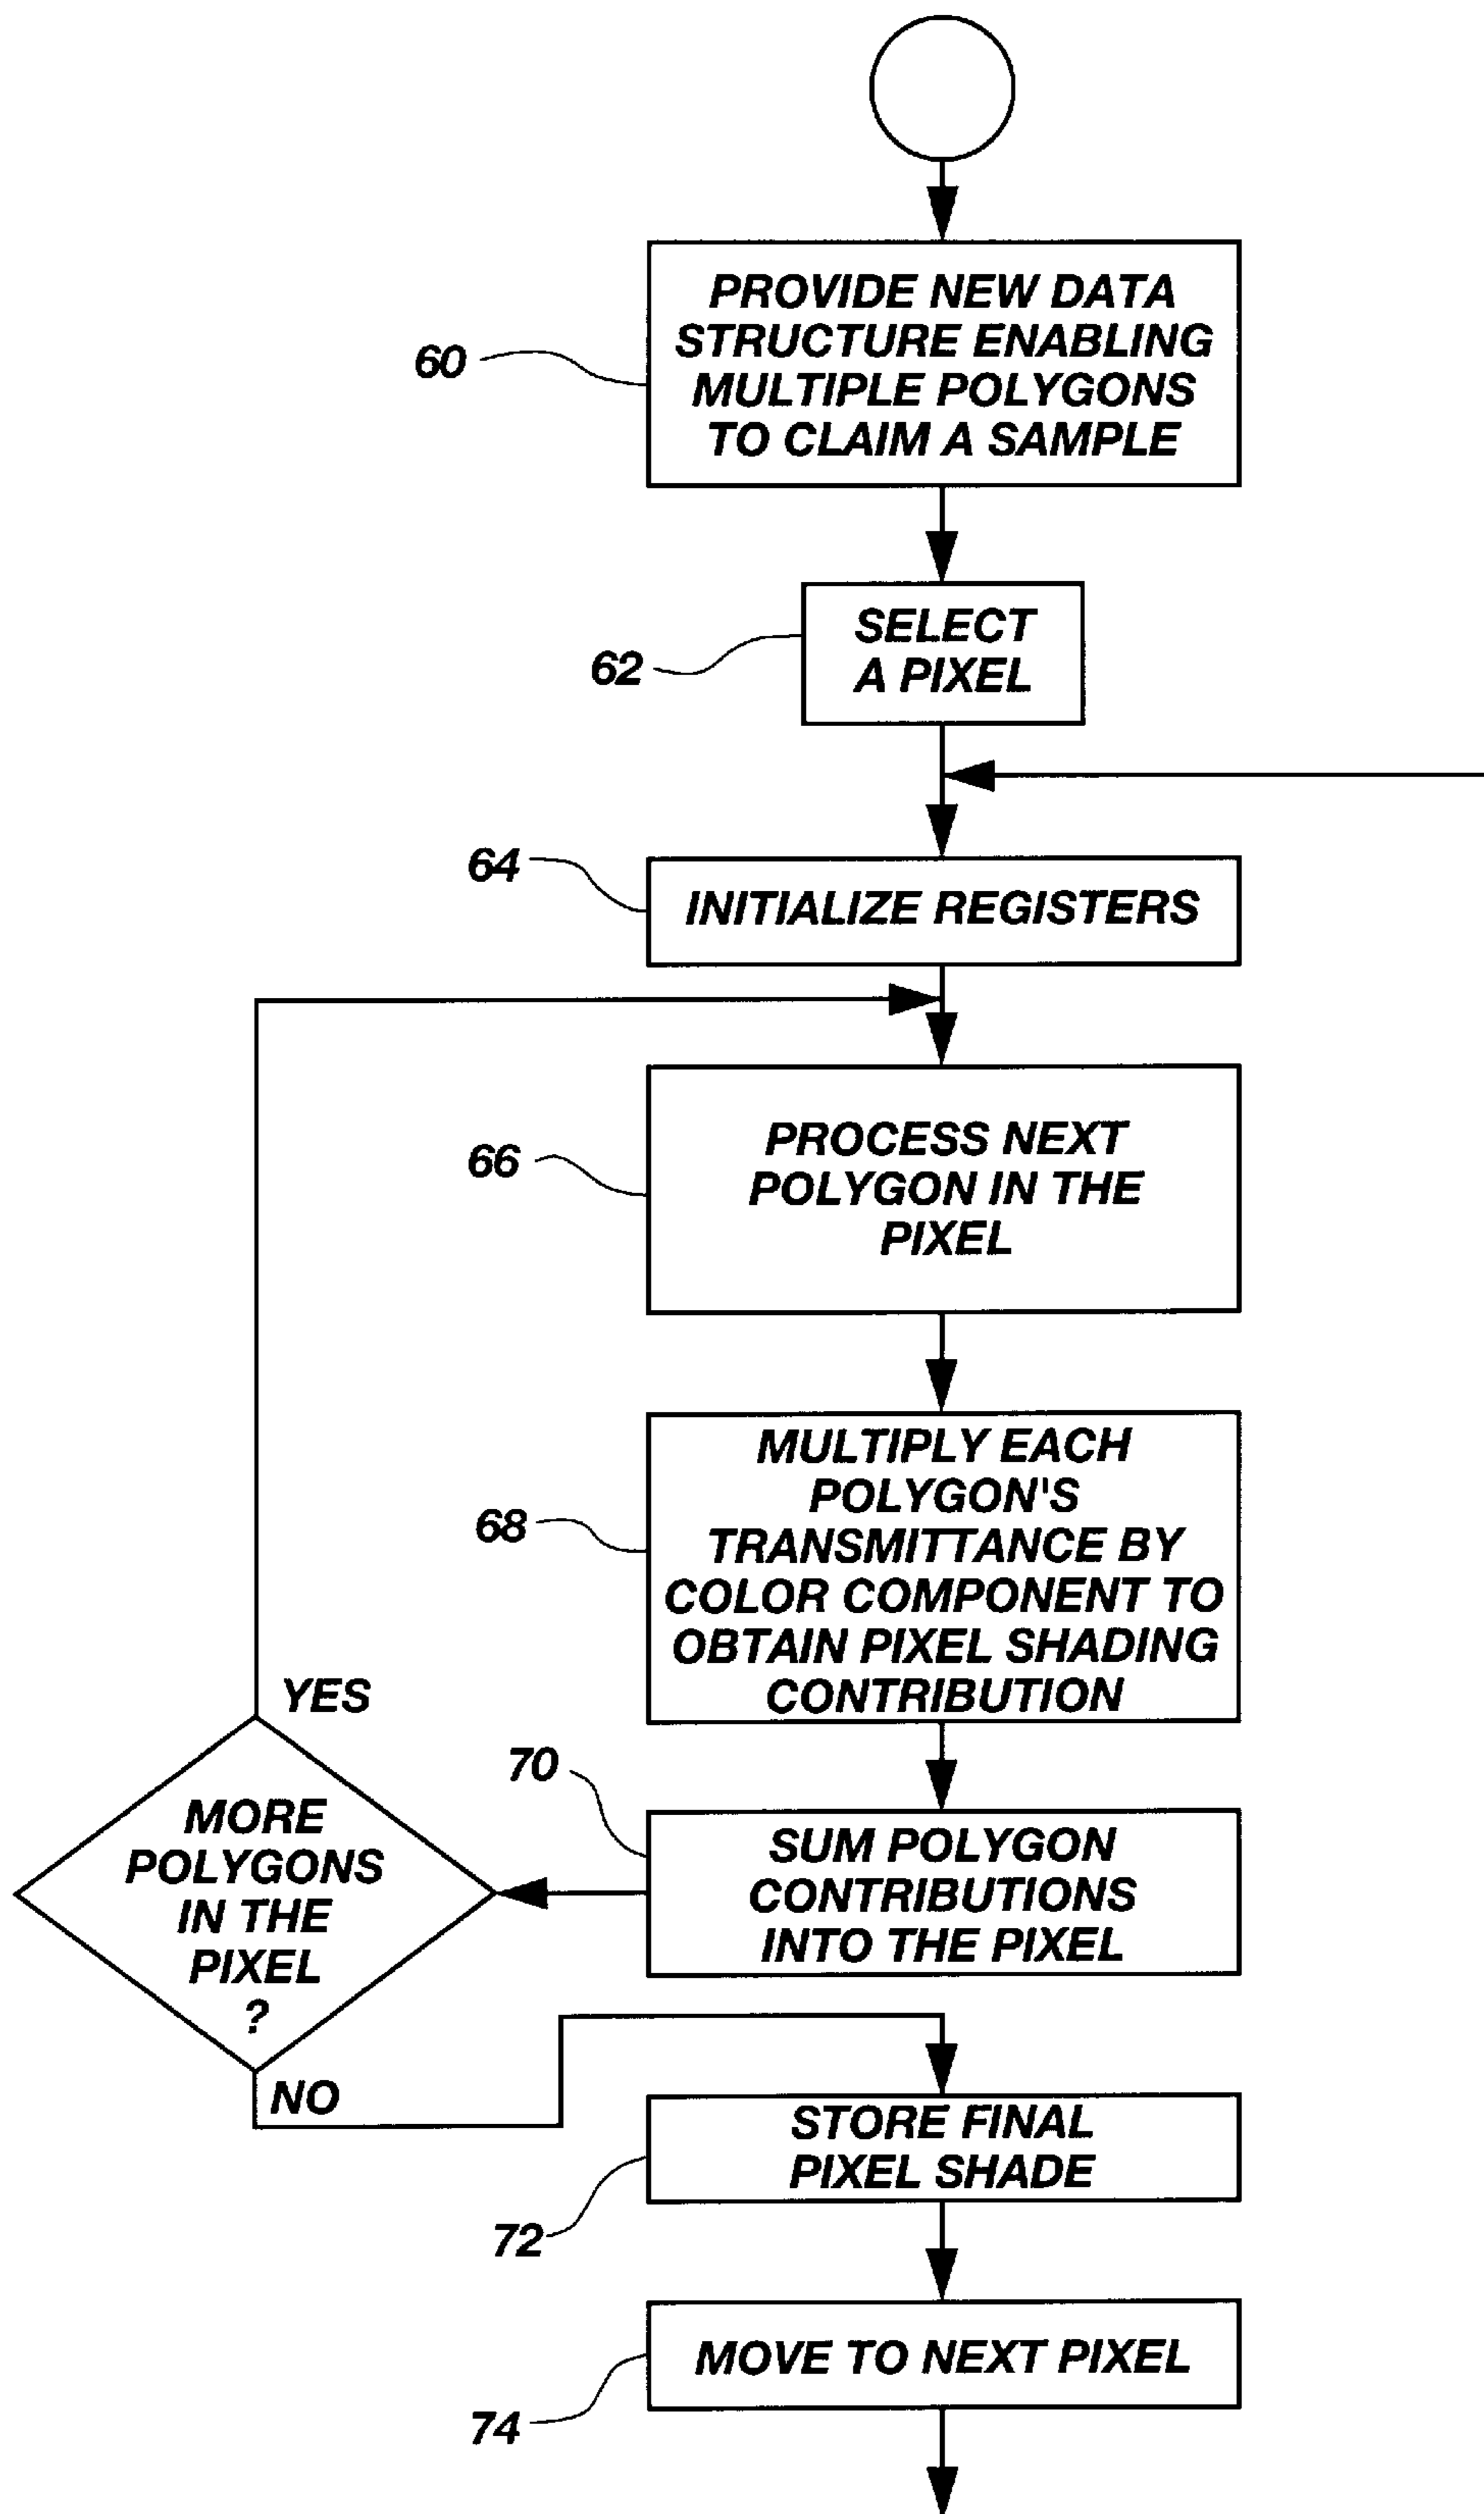 PROVIDE NEW DATA
STRUCTURE ENABLING
MULTIPLE POLYGONS
TO CLAIM A SAMPLE
60
SELECT
A PIXEL
62
64
INITIALIZE REGISTERS
PROCESS NEXT
POLYGON IN THE
PIXEL
66
MULTIPLY EACH
POLYGON'S
TRANSMITTANCE BY
COLOR COMPONENT TO
OBTAIN PIXEL SHADING
CONTRIBUTION
68
YES
70
MORE
POLYGONS
IN THE
PIXEL
?
SUM POLYGON
CONTRIBUTIONS
INTO THE PIXEL
NO
STORE FINAL
PIXEL SHADE
72
MOVE TO NEXT PIXEL
74